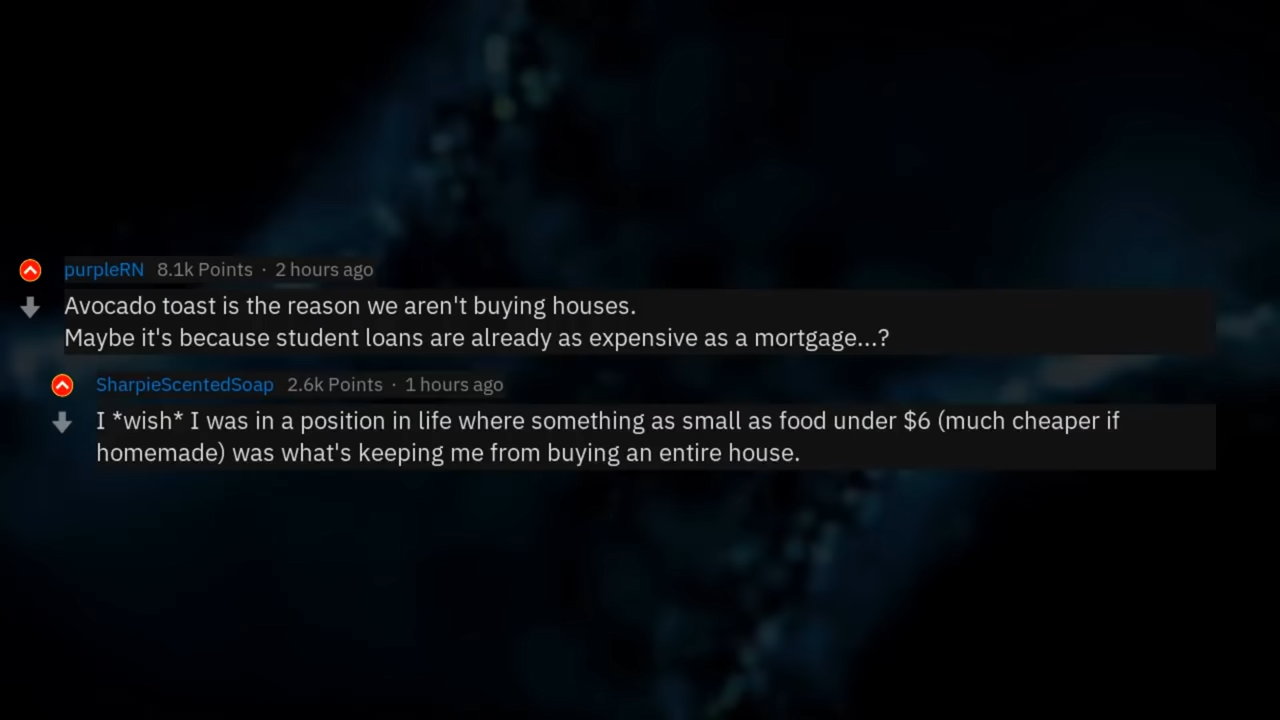 purpleRN 8.1k Points · 2 hours ago
Avocado toast is the reason we aren't buying houses.
Maybe it's because student loans are already as expensive as a mortgage...?
SharpieScentedSoap 2.6k Points · 1 hours ago
I *wish* I was in a position in life where something as small as food under $6 (much cheaper if
homemade) was what's keeping me from buying an entire house.